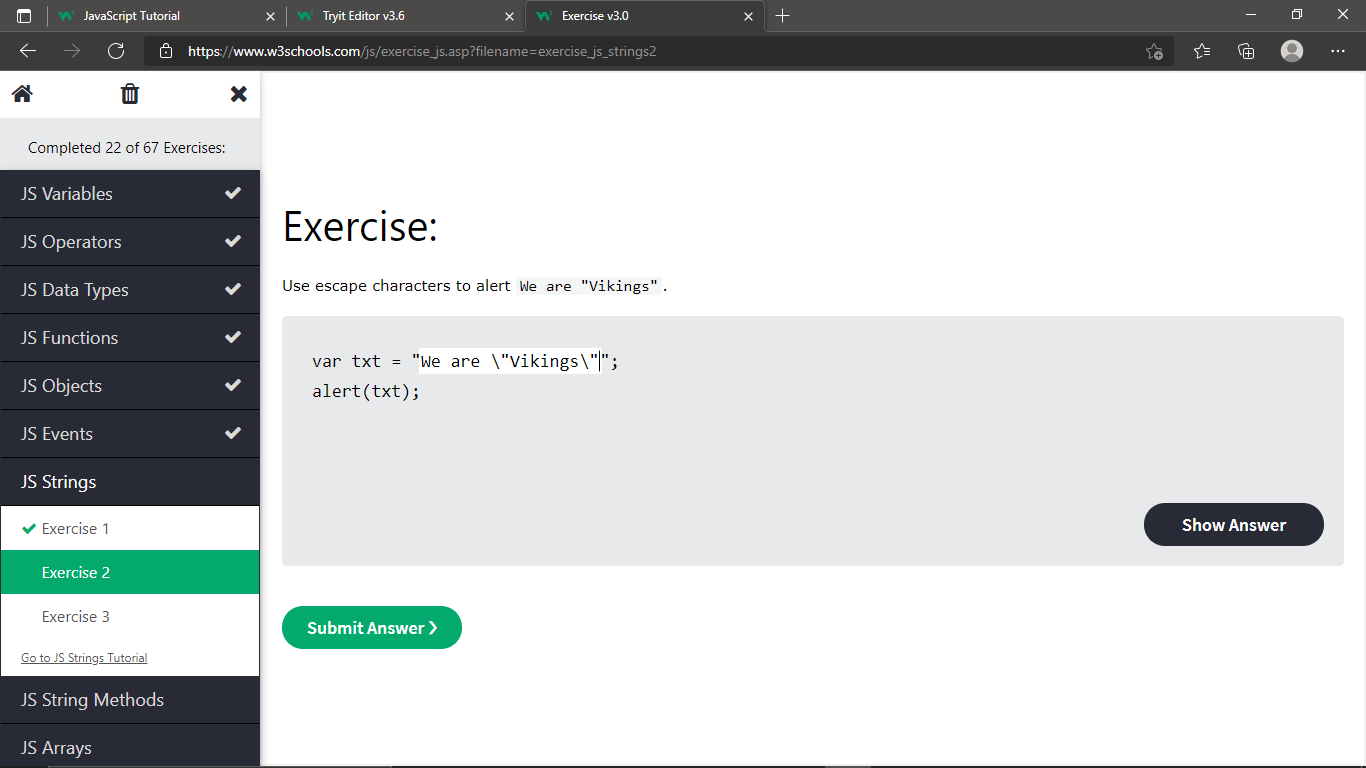 JavaScript Tutorial
Tryit Editor v3.6
Exercise v3.0
https://www.w3schools.com/js/exercise_js.asp?filename=exercise_js_strings2
Completed 22 of 67 Exercises:
JS Variables
JS Operators
JS Data Types
JS Functions
JS Objects
JS Events
JS Strings
Exercise 1
Exercise 2
Exercise 3
Go to JS Strings Tutorial
JS String Methods
JS Arrays
Exercise:
Use escape characters to alert We are "Vikings".
var txt = "We are \"Vikings\"";
alert(txt);
Show Answer
Submit Answer ❯